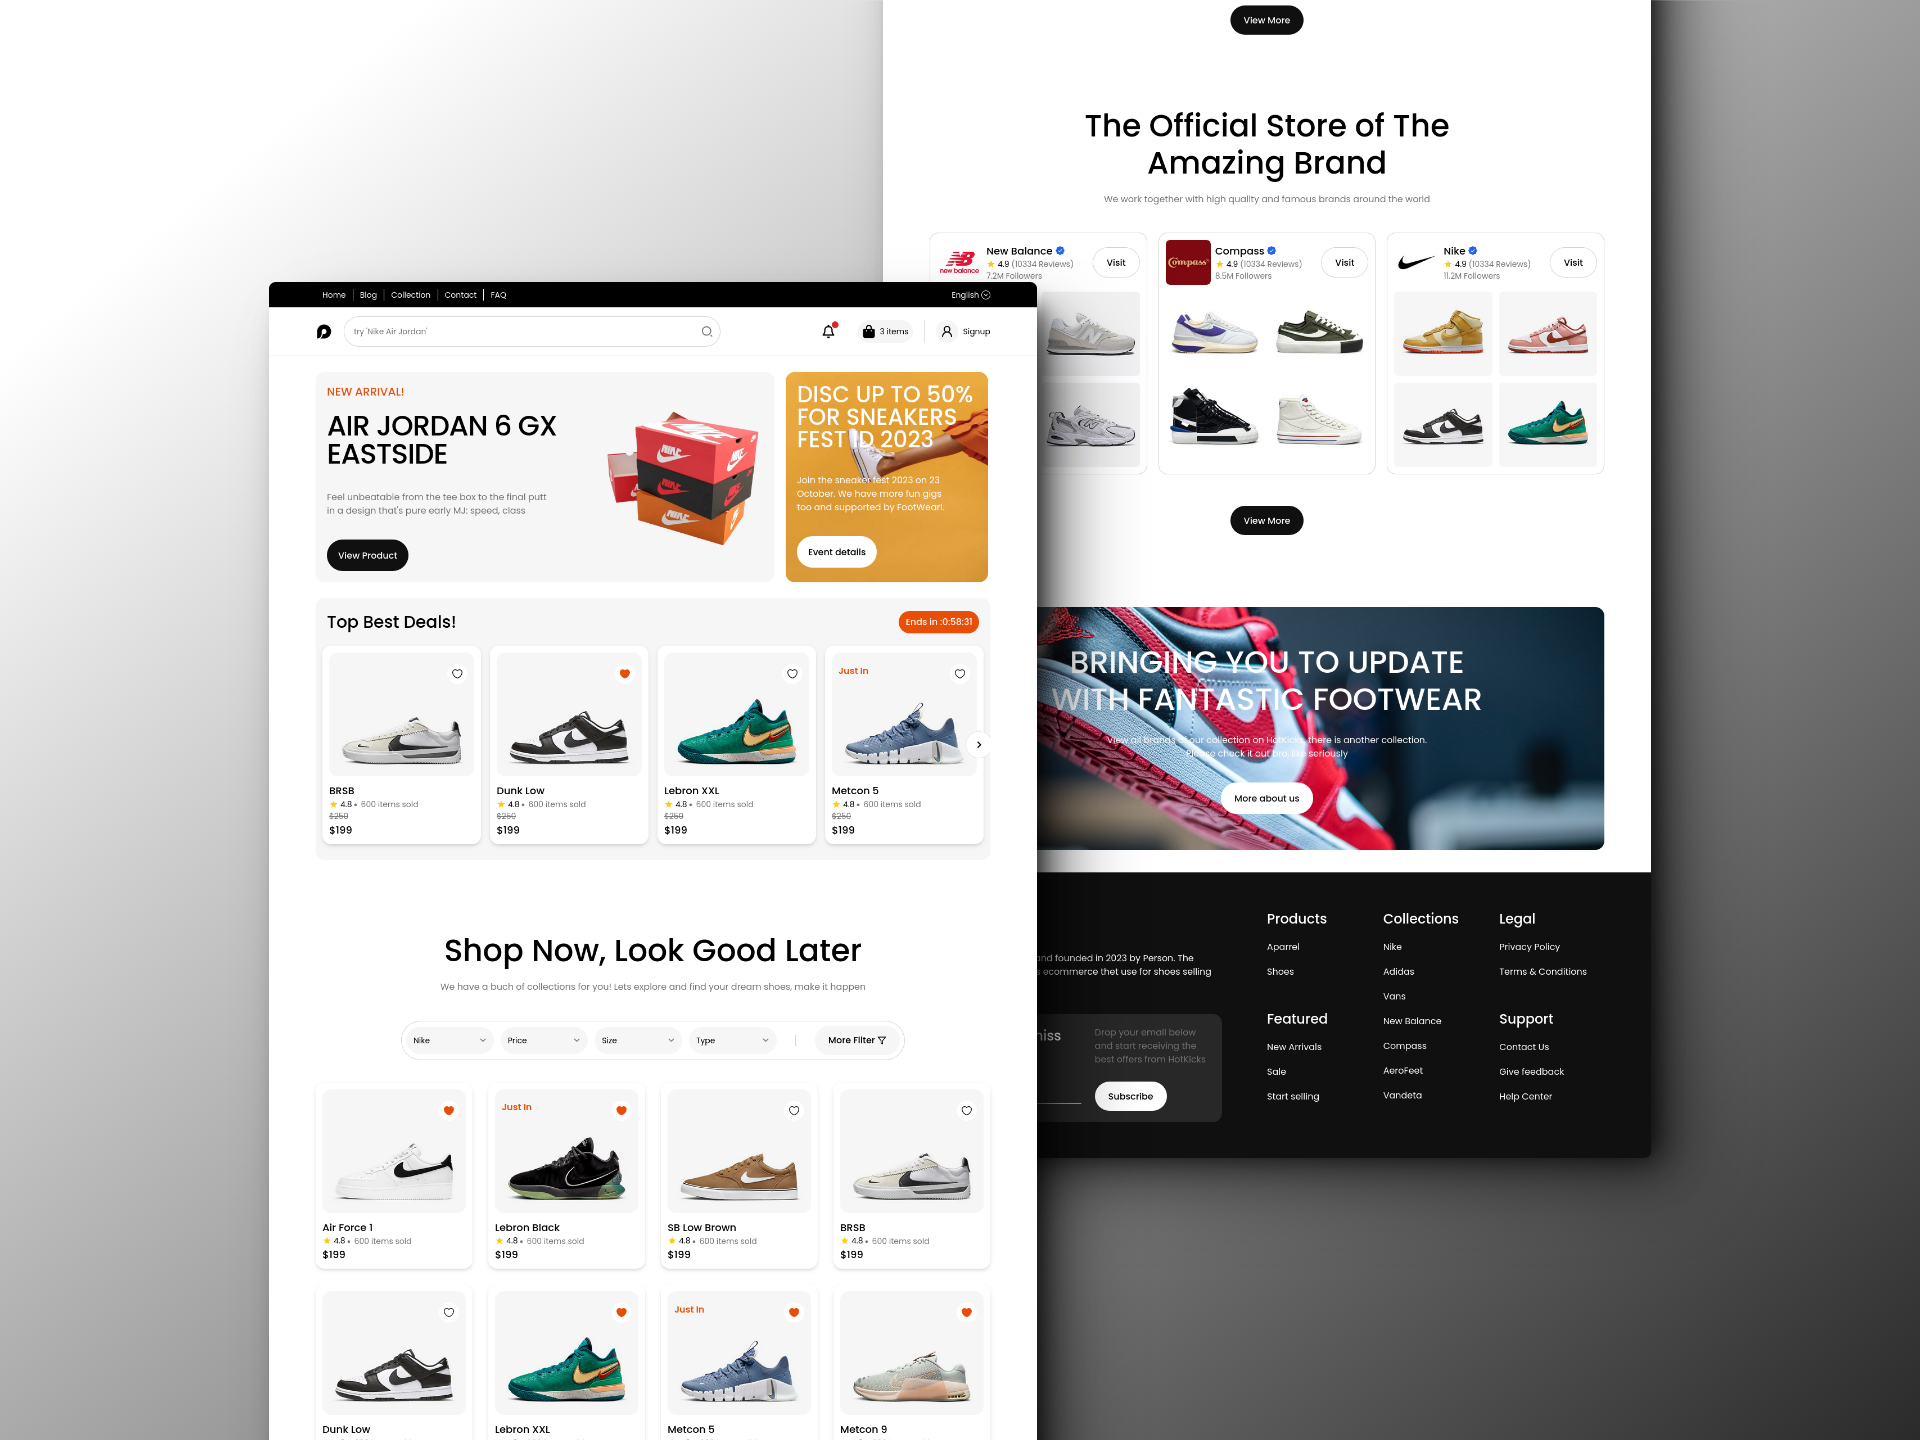 View More
The Official Store of The
Amazing Brand
We work together with high quality and famous brands around the world
new balance
New Balance
4.9 (10334 Reviews)
7.2M Followers
Visit
Compass
Compass
4.9 (10334 Reviews)
8.5M Followers
Visit
Nike
4.9 (10334 Reviews)
11.2M Followers
Visit
View More
BRINGING YOU TO UPDATE
WITH FANTASTIC FOOTWEAR
View all brands of our collection on HotKicks, there is another collection.
Please check it out bro, like seriously
More about us
and founded in 2023 by Person. The
ecommerce thet use for shoes selling
Drop your email below
and start receiving the
best offers from HotKicks
Subscribe
Products
Aparrel
Shoes
Featured
New Arrivals
Sale
Start selling
Collections
Nike
Adidas
Vans
New Balance
Compass
AeroFeet
Vandeta
Legal
Privacy Policy
Terms & Conditions
Support
Contact Us
Give feedback
Help Center
Home
Blog
Collection
Contact
FAQ
English
try 'Nike Air Jordan'
3 items
Signup
NEW ARRIVAL!
AIR JORDAN 6 GX
EASTSIDE
Feel unbeatable from the tee box to the final putt
in a design that's pure early MJ: speed, class
View Product
NIKE
NIKE
NIKE
DISC UP TO 50%
FOR SNEAKERS
FEST ID 2023
Join the sneaker fest 2023 on 23
October. We have more fun gigs
too and supported by FootWear!.
Event details
Top Best Deals!
Ends in :0:58:31
BRSB
4.8 • 600 items sold
$250
$199
Dunk Low
4.8 • 600 items sold
$250
$199
Lebron XXL
4.8 • 600 items sold
$250
$199
Just In
Metcon 5
4.8 • 600 items sold
$250
$199
Shop Now, Look Good Later
We have a buch of collections for you! Lets explore and find your dream shoes, make it happen
Nike
Price
Size
Type
More Filter
Air Force 1
4.8 • 600 items sold
$199
Just In
Lebron Black
4.8 • 600 items sold
$199
SB Low Brown
4.8 • 600 items sold
$199
BRSB
4.8 • 600 items sold
$199
Dunk Low
Lebron XXL
Just In
Metcon 5
Metcon 9